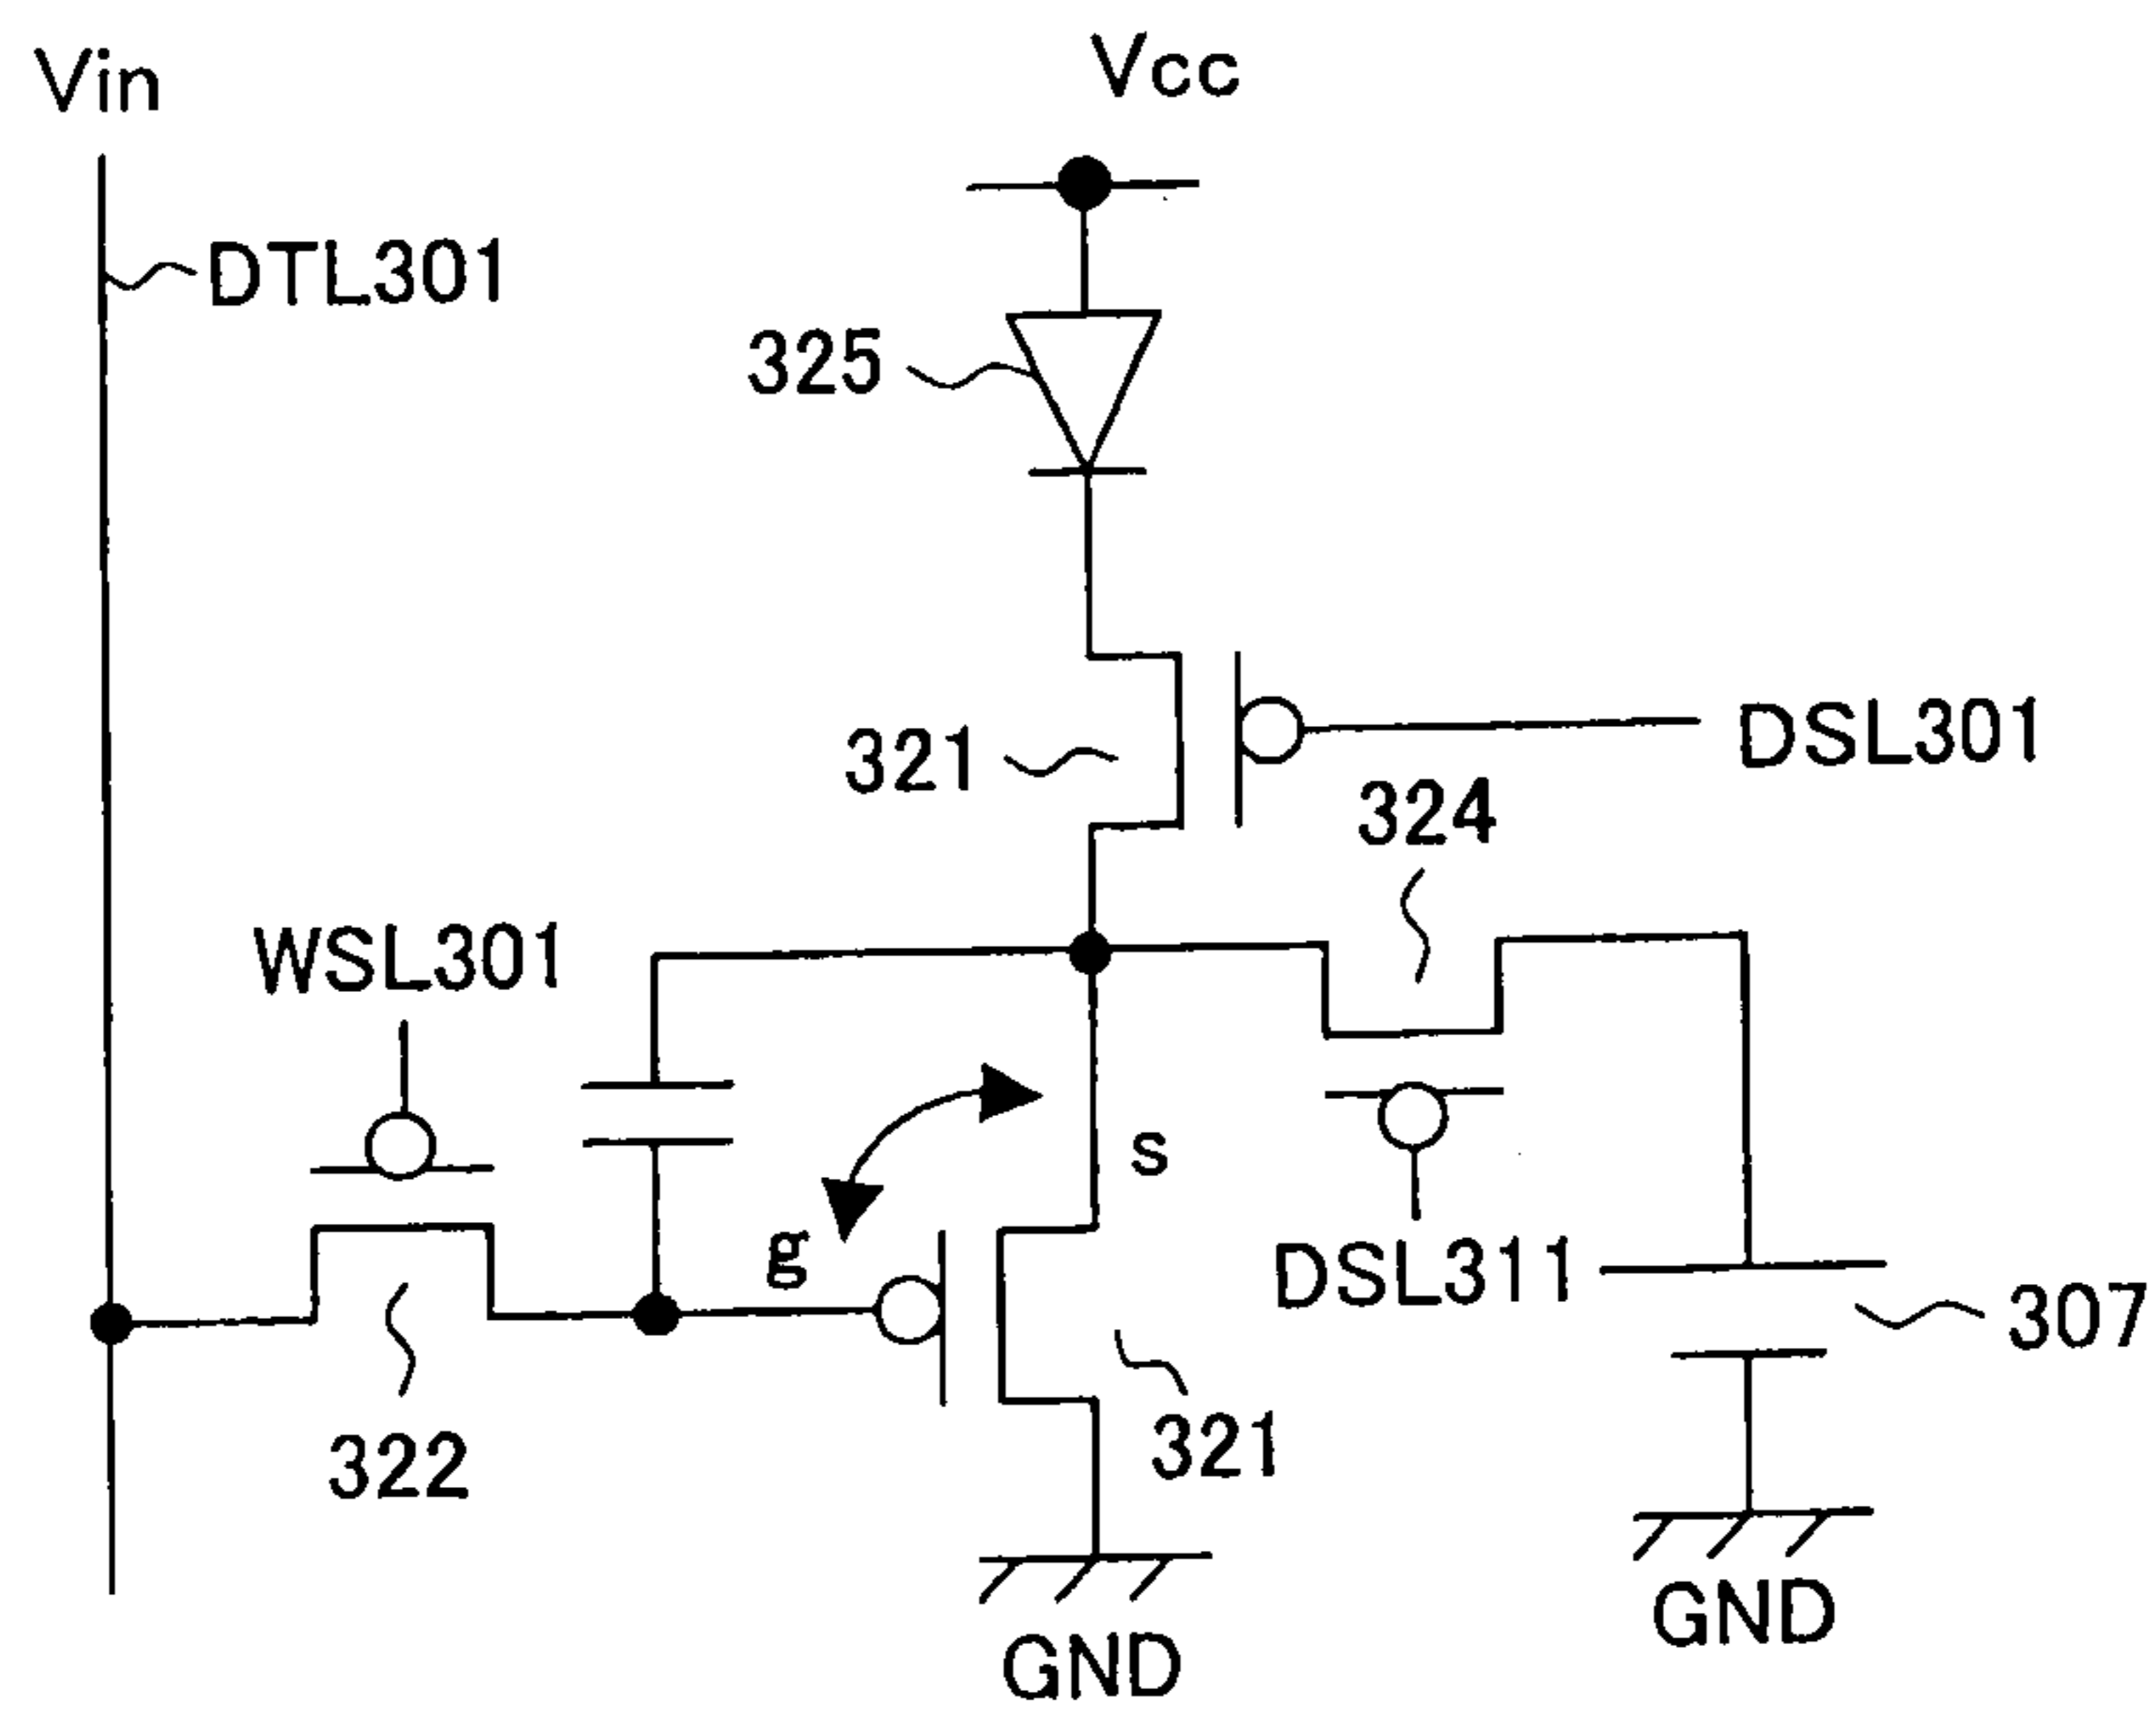 Vin
Vcc
DTL301
325
321
DSL301
324
WSL301
s
g
DSL311
307
322
321
GND
GND